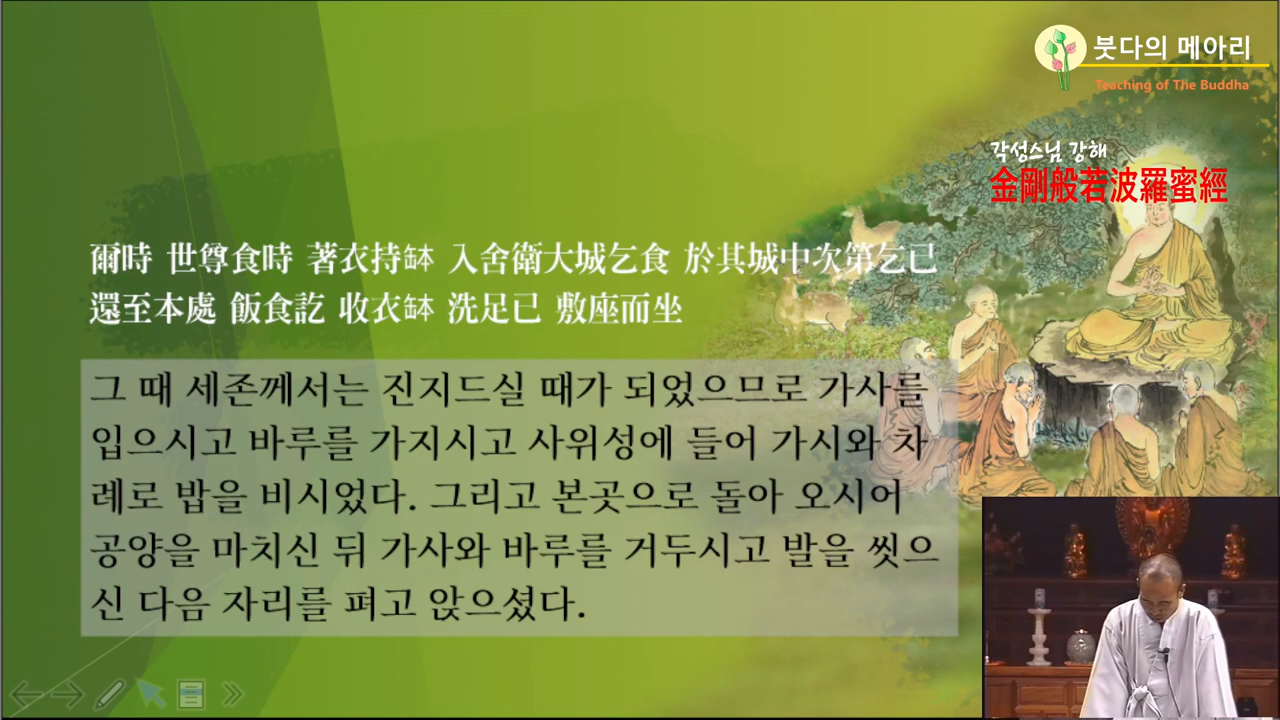 붓다의 메아리
Teaching of The Buddha
각성스님 강해
金剛般若波羅蜜經
爾時 世尊食時 著衣持缽 入舍衛大城乞食 於其城中次第乞已
還至本處 飯食訖 收衣缽 洗足已 敷座而坐
그 때 세존께서는 진지드실 때가 되었으므로 가사를
입으시고 바루를 가지시고 사위성에 들어 가시와 차
례로 밥을 비시었다. 그리고 본곳으로 돌아 오시어
공양을 마치신 뒤 가사와 바루를 거두시고 발을 씻으
신 다음 자리를 펴고 앉으셨다.